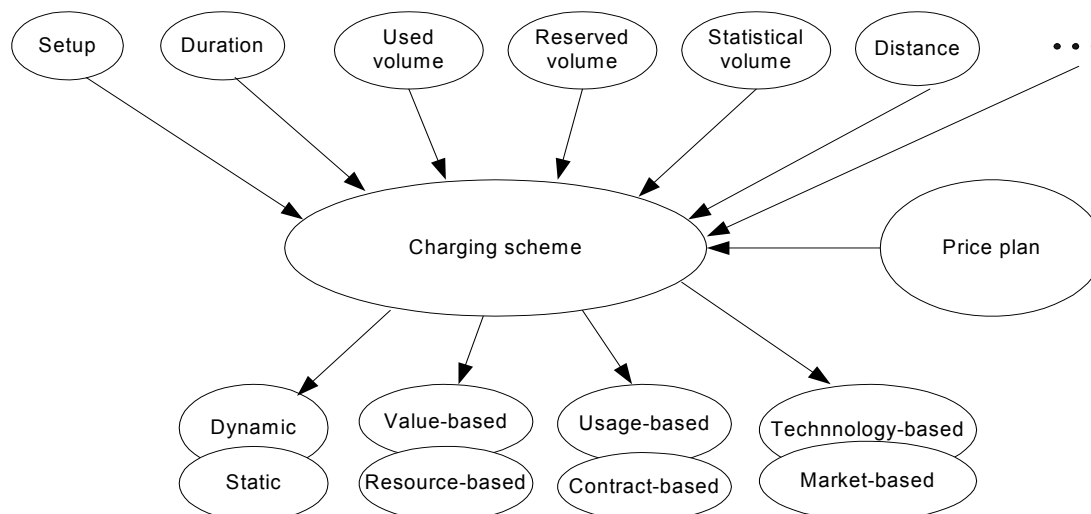 Setup
Duration
Used
volume
Reserved
volume
Statistical
volume
Distance
••
Charging scheme
Price plan
Dynamic
Static
Value-based
Resource-based
Usage-based
Contract-based
Technnology-based
Market-based